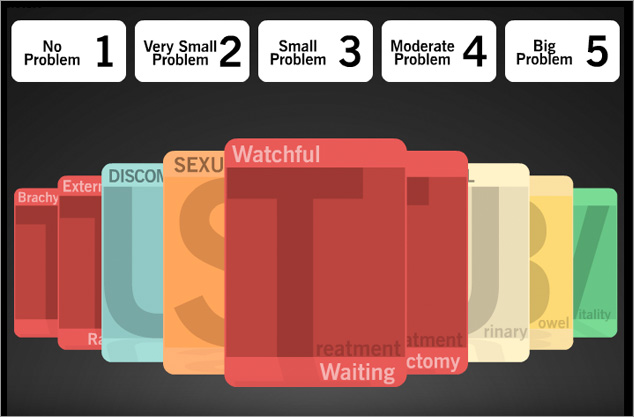 No
Problem 1
Very Small
Problem 2
Small
Problem 3
Moderate
Problem 4
Big
Problem 5
Brachy
T
Extern
T
Ra
DISCOM
U
SEXU
S
Watchful
T
reatment
Waiting
T
atment
ctomy
L
U
rinary
B
owel
V
itality